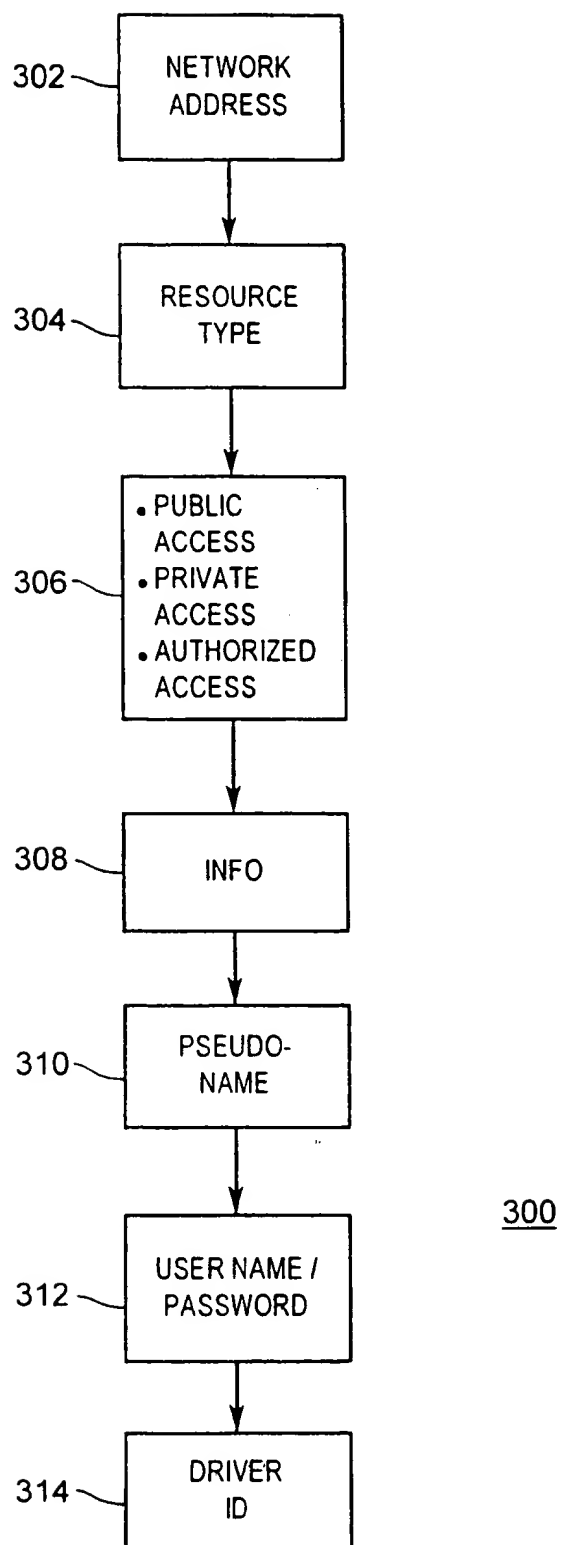 302
NETWORK
ADDRESS
304
RESOURCE
TYPE
306
• PUBLIC
ACCESS
• PRIVATE
ACCESS
• AUTHORIZED
ACCESS
308
INFO
310
PSEUDO-
NAME
300
312
USER NAME /
PASSWORD
314
DRIVER
ID